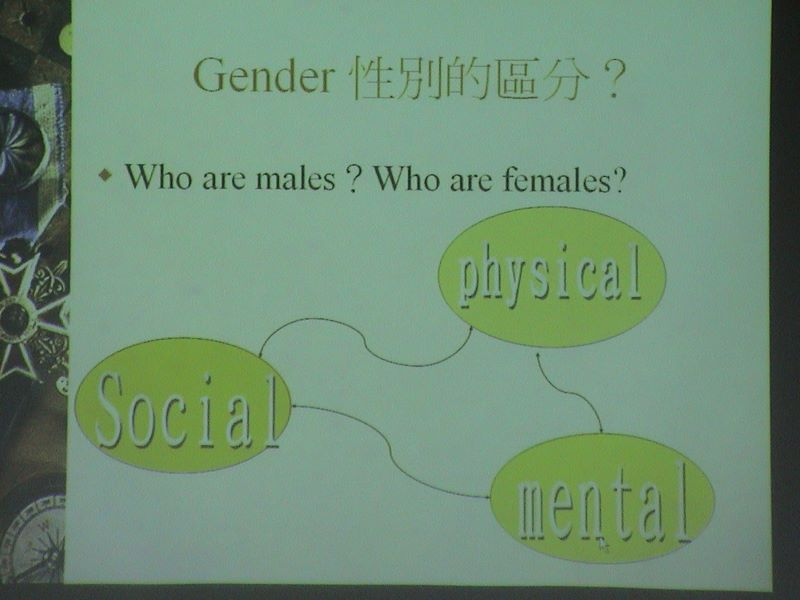 Gender 性別的區分？
Who are males？Who are females?
physical
Social
mental